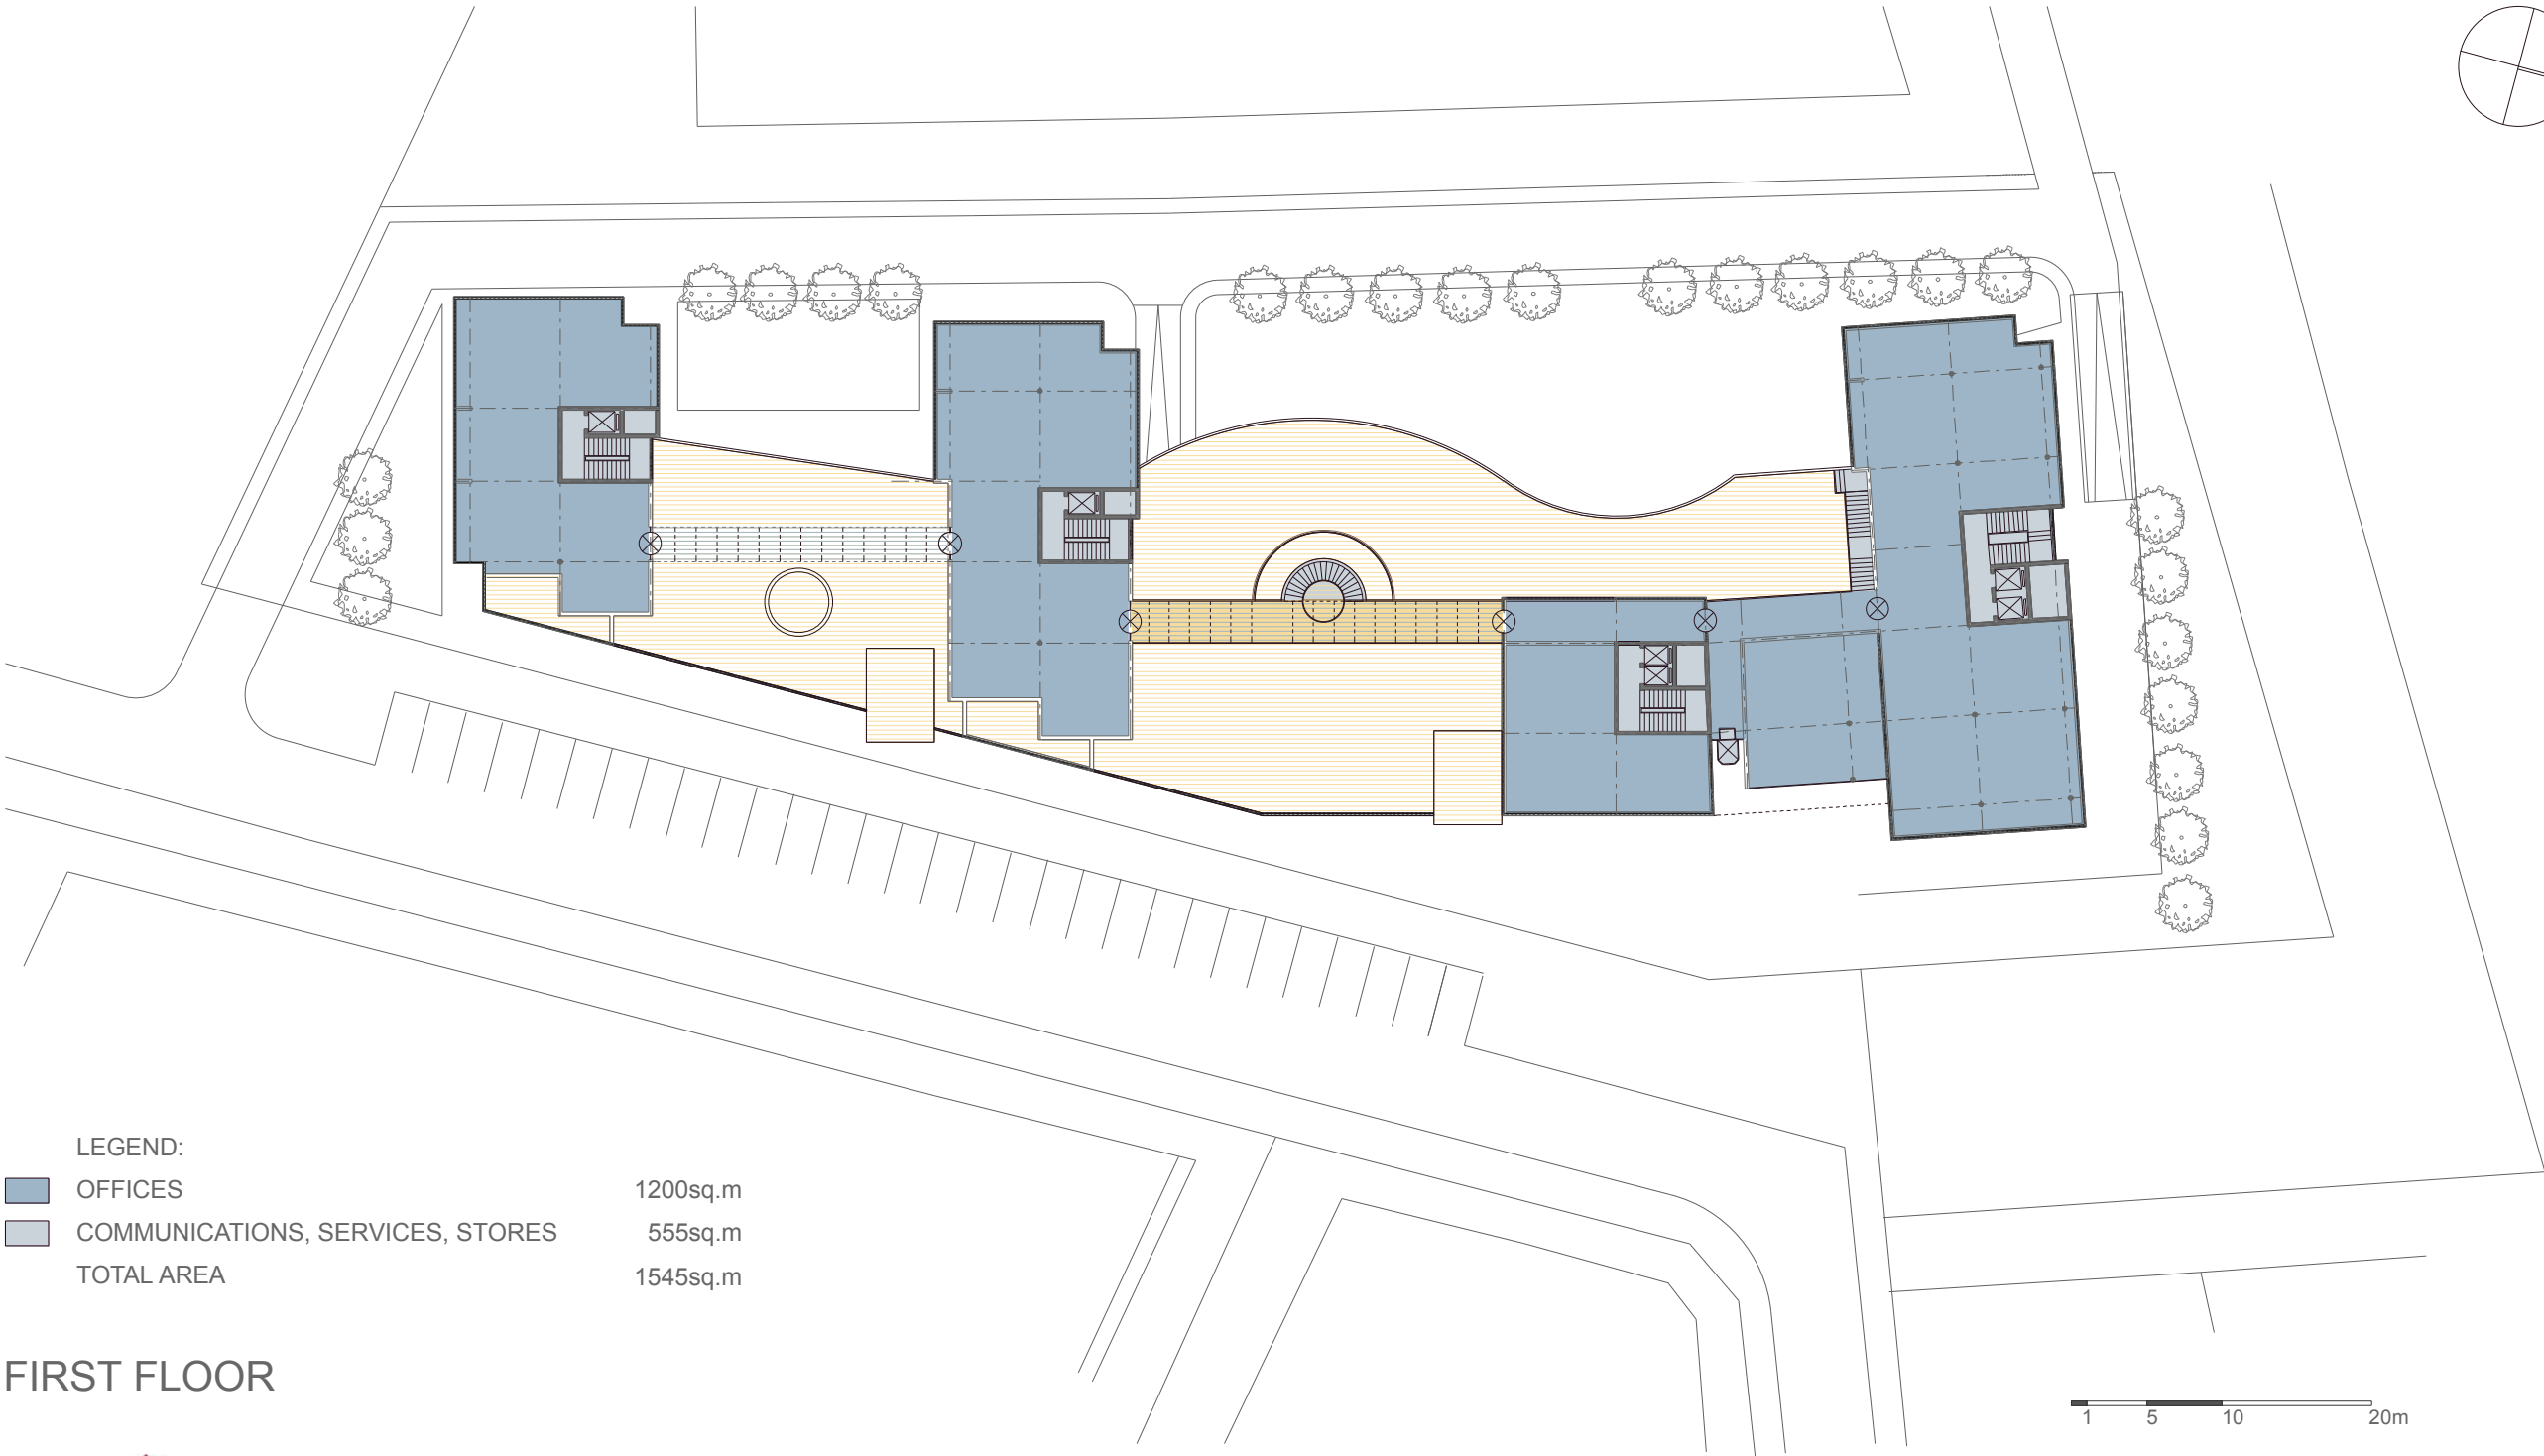 LEGEND:
OFFICES 1200sq.m
COMMUNICATIONS, SERVICES, STORES 555sq.m
TOTAL AREA 1545sq.m
FIRST FLOOR
1 5 10 20m